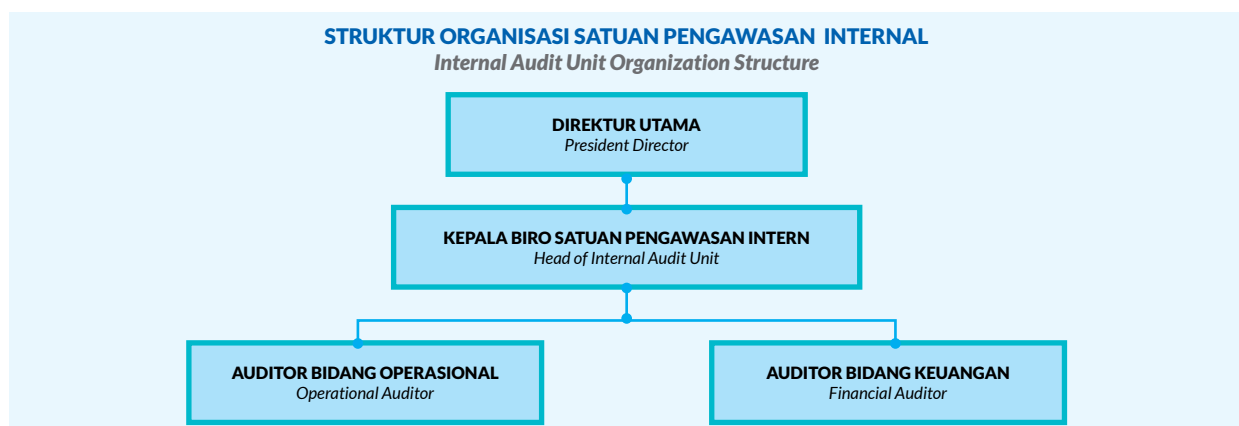 STRUKTUR ORGANISASI SATUAN PENGAWASAN INTERNAL
Internal Audit Unit Organization Structure
DIREKTUR UTAMA
President Director
KEPALA BIRO SATUAN PENGAWASAN INTERN
Head of Internal Audit Unit
AUDITOR BIDANG OPERASIONAL
Operational Auditor
AUDITOR BIDANG KEUANGAN
Financial Auditor